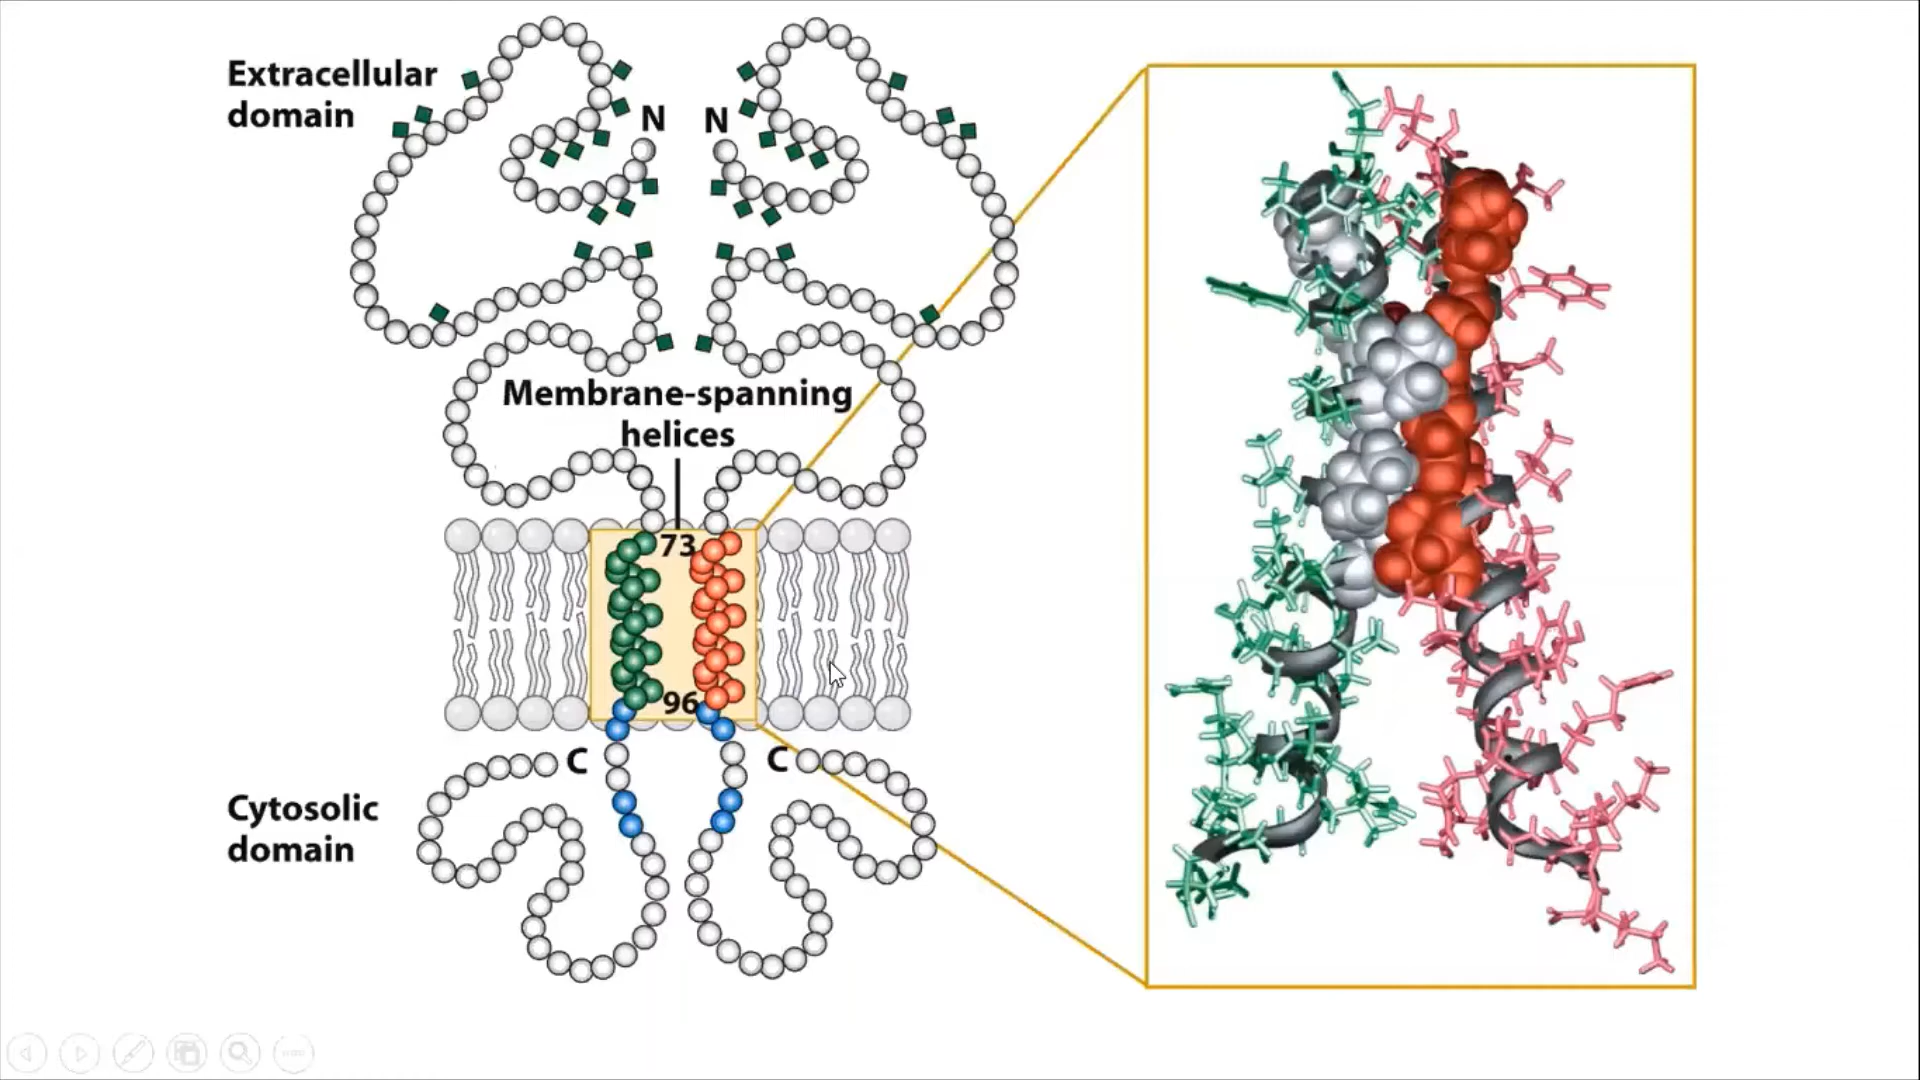 Extracellular
domain
N
N
Membrane-spanning
helices
73
96
C
C
Cytosolic
domain